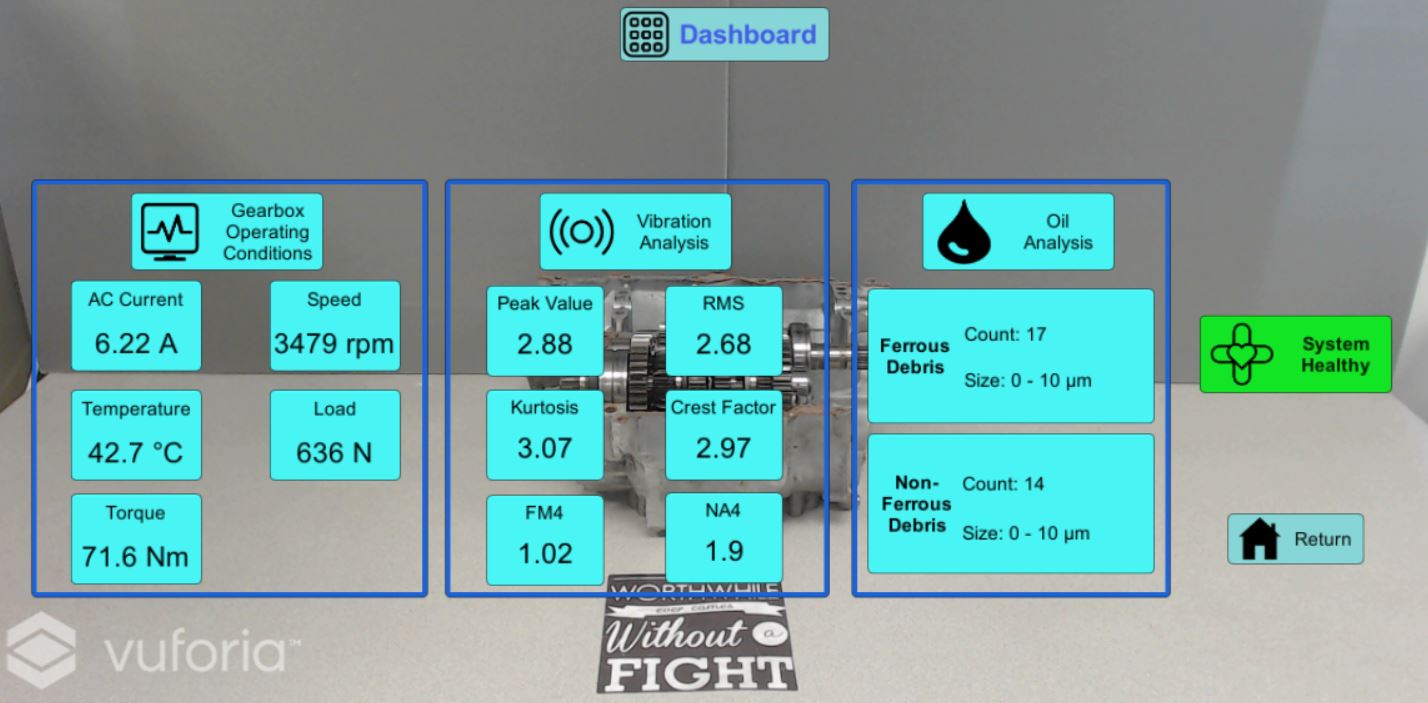 Dashboard
Gearbox
Operating
Conditions
AC Current
6.22 A
Speed
3479 rpm
Temperature
42.7 °C
Load
636 N
Torque
71.6 Nm
Vibration
Analysis
Peak Value
2.88
RMS
2.68
Kurtosis
3.07
Crest Factor
2.97
FM4
1.02
NA4
1.9
Oil
Analysis
Ferrous
Debris
Count: 17
Size: 0 - 10 μm
Non-
Ferrous
Debris
Count: 14
Size: 0 - 10 μm
System
Healthy
Return
vuforia™
WORTHWHILE
ever comes
Without a
FIGHT